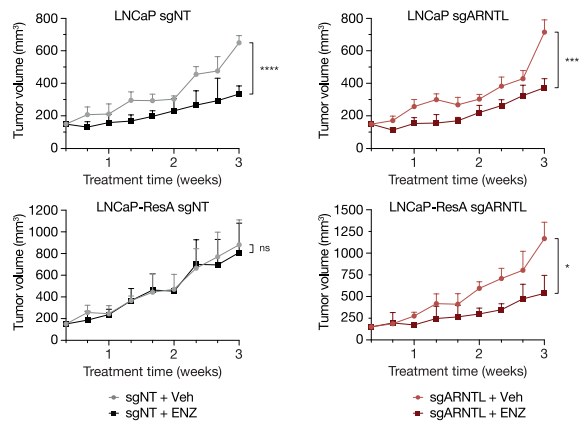 LNCaP sgNT
Tumor volume (mm³)
800
600
400
200
0
1
2
3
Treatment time (weeks)
****
LNCaP sgARNTL
Tumor volume (mm³)
800
600
400
200
0
1
2
3
Treatment time (weeks)
***
LNCaP-ResA sgNT
Tumor volume (mm³)
1200
1000
800
600
400
200
0
1
2
3
Treatment time (weeks)
ns
LNCaP-ResA sgARNTL
Tumor volume (mm³)
1500
1250
1000
750
500
250
0
1
2
3
Treatment time (weeks)
*
sgNT + Veh
sgNT + ENZ
sgARNTL + Veh
sgARNTL + ENZ